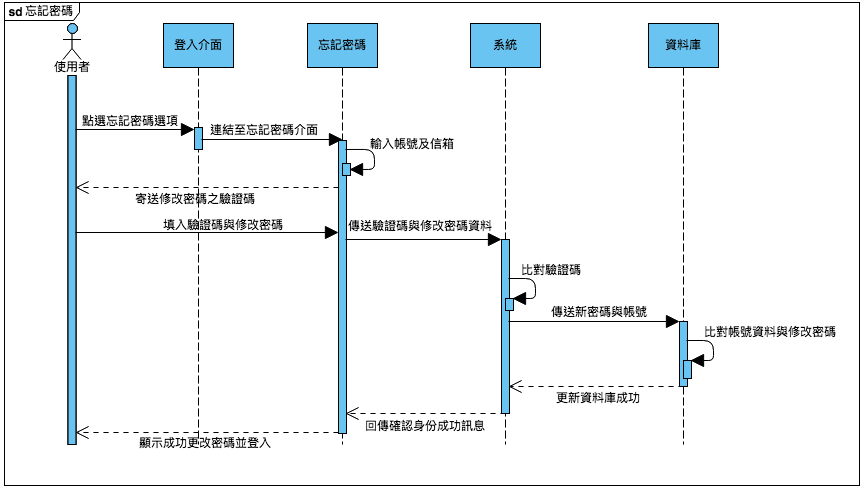 sd 忘記密碼
使用者
登入介面
忘記密碼
系統
資料庫
點選忘記密碼選項
連結至忘記密碼介面
輸入帳號及信箱
寄送修改密碼之驗證碼
填入驗證碼與修改密碼
傳送驗證碼與修改密碼資料
比對驗證碼
傳送新密碼與帳號
比對帳號資料與修改密碼
更新資料庫成功
回傳確認身份成功訊息
顯示成功更改密碼並登入